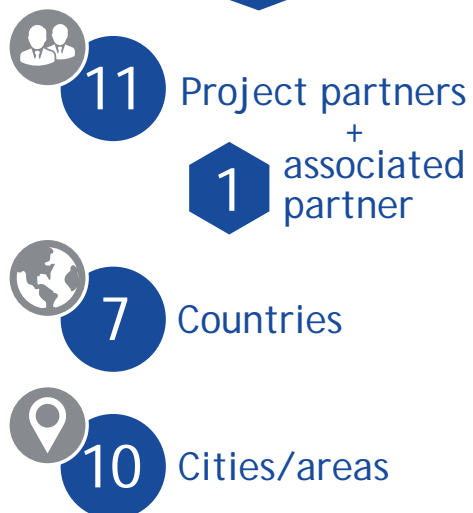 11 Project partners
+
1 associated
partner
7 Countries
10 Cities/areas